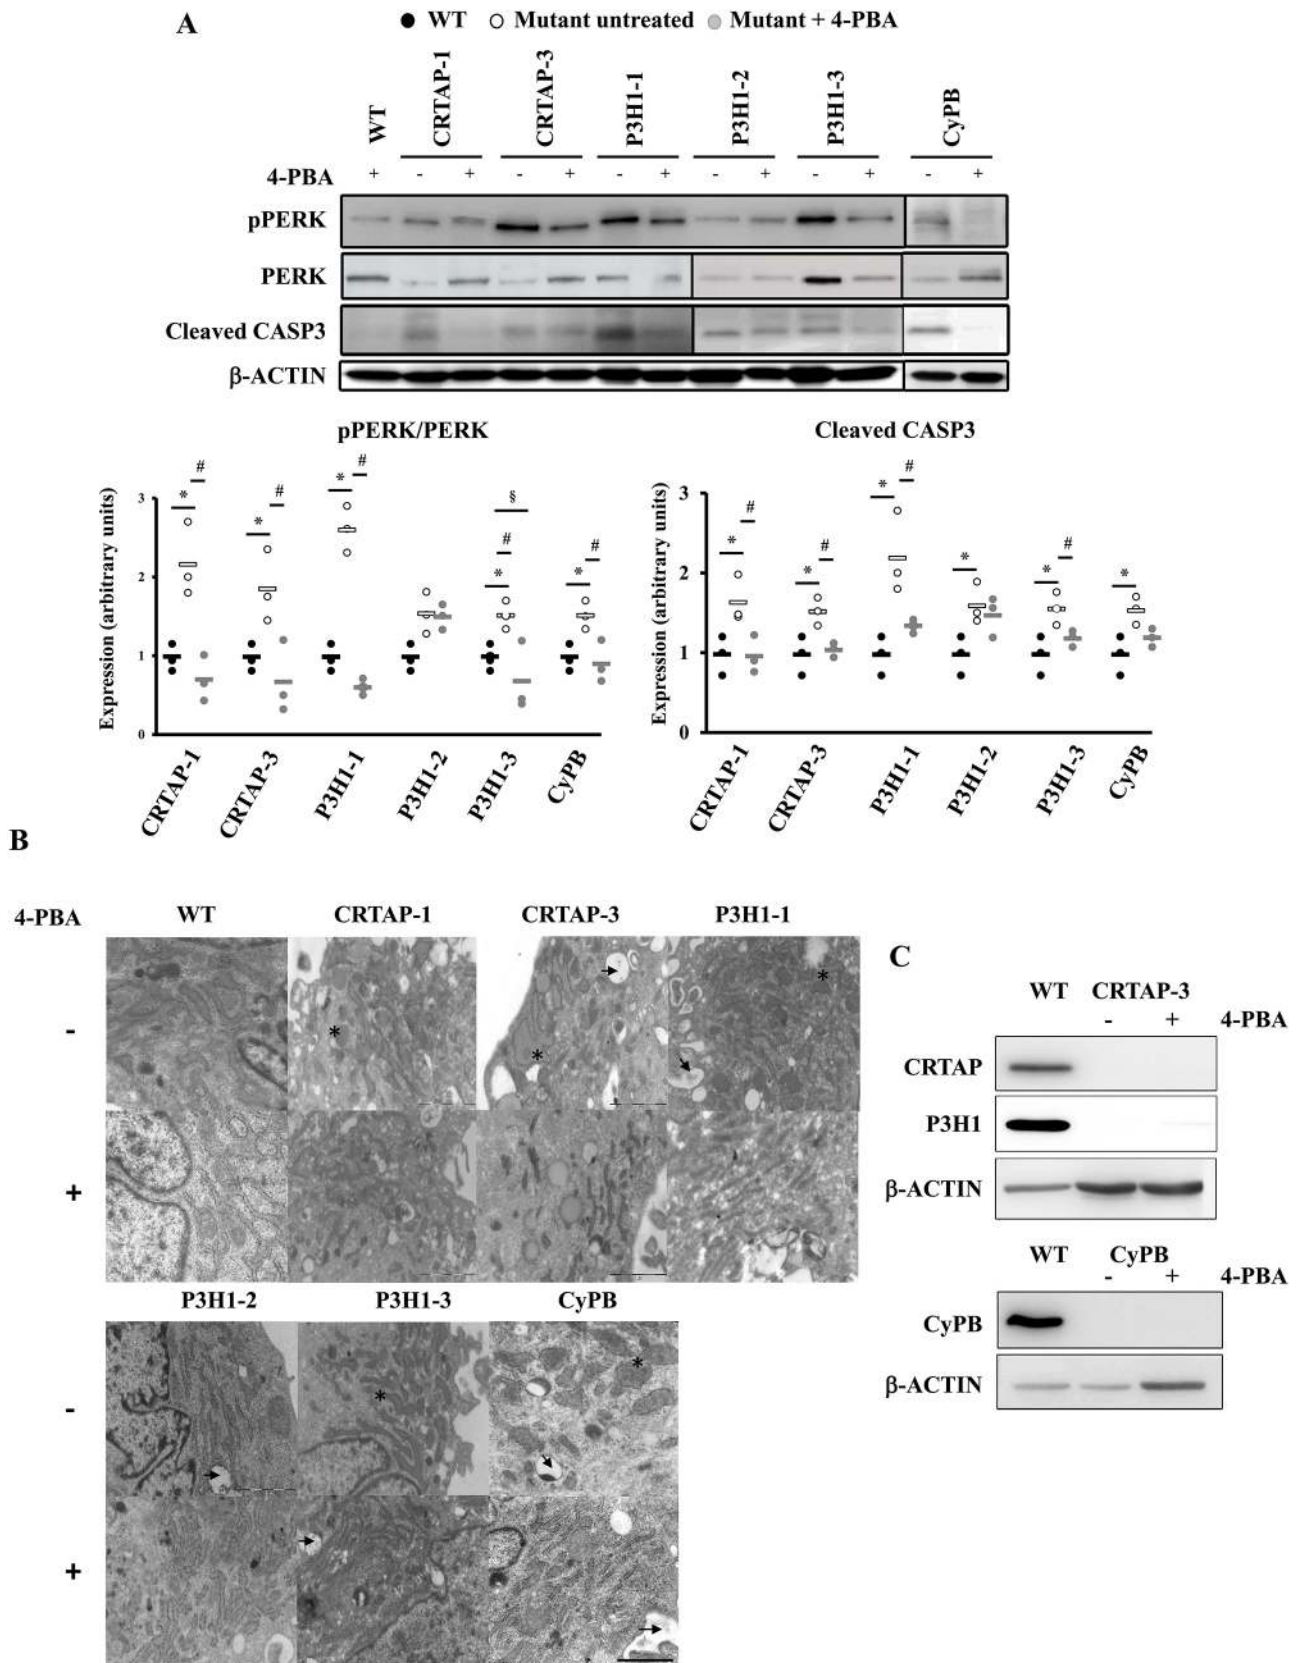 A
WT Mutant untreated Mutant + 4-PBA
WT CRTAP-1 CRTAP-3 P3H1-1 P3H1-2 P3H1-3 CyPB
4-PBA + - + - + - + - + - + - +
pPERK
PERK
Cleaved CASP3
β-ACTIN
pPERK/PERK
Expression (arbitrary units)
3
2
1
0
* # * # * # * # § * #
CRTAP-1 CRTAP-3 P3H1-1 P3H1-2 P3H1-3 CyPB
Cleaved CASP3
Expression (arbitrary units)
3
2
1
0
* # * # * # * * # *
CRTAP-1 CRTAP-3 P3H1-1 P3H1-2 P3H1-3 CyPB
B
4-PBA WT CRTAP-1 CRTAP-3 P3H1-1
-
* * *
+
P3H1-2 P3H1-3 CyPB
-
* *
+
C
WT CRTAP-3
- + 4-PBA
CRTAP
P3H1
β-ACTIN
WT CyPB
- + 4-PBA
CyPB
β-ACTIN